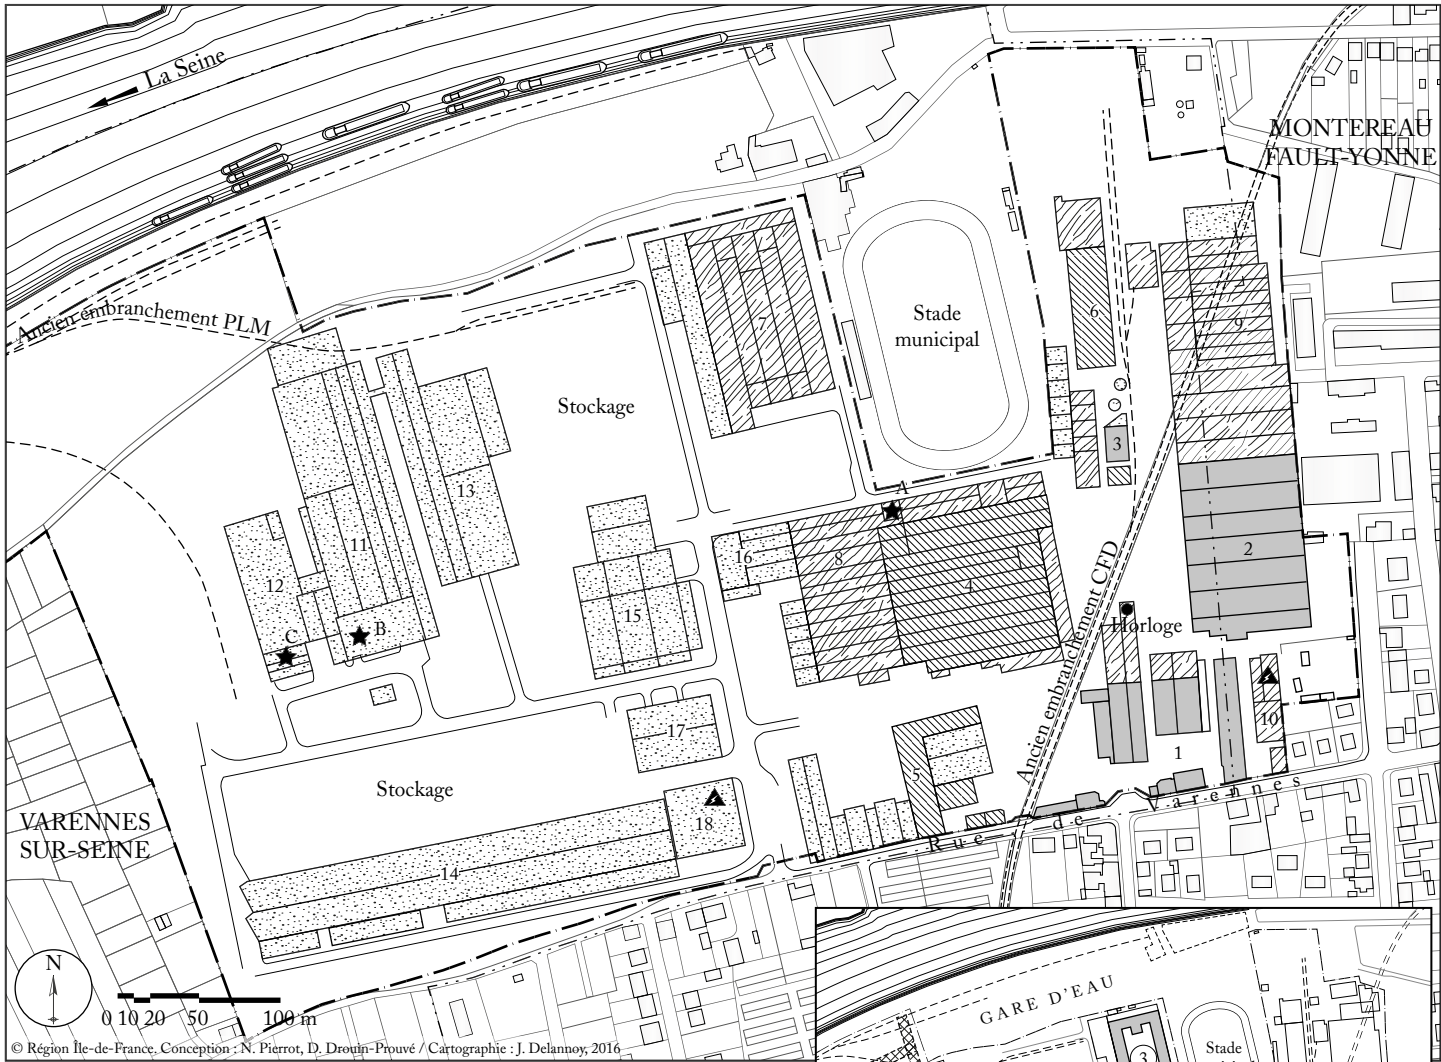 La Seine
MONTEREAU
FAULT-YONNE
Ancien embranchement PLM
Stade
municipal
Stockage
7
6
9
3
A
13
11
12
16
8
4
2
15
C
B
Horloge
Ancien embranchement CFD
10
17
1
5
Stockage
18
14
Rue de Varennes
VARENNES
SUR-SEINE
N
0 10 20 50 100 m
GARE D'EAU
3
Stade
© Région Île-de-France. Conception : N. Pierrot, D. Drouin-Prouvé / Cartographie : J. Delannoy, 2016